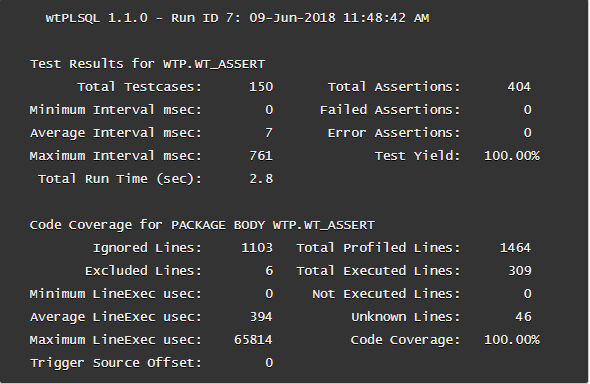 wtPLSQL 1.1.0 - Run ID 7: 09-Jun-2018 11:48:42 AM
Test Results for WTP.WT_ASSERT
Total Testcases: 150 Total Assertions: 404
Minimum Interval msec: 0 Failed Assertions: 0
Average Interval msec: 7 Error Assertions: 0
Maximum Interval msec: 761 Test Yield: 100.00%
Total Run Time (sec): 2.8
Code Coverage for PACKAGE BODY WTP.WT_ASSERT
Ignored Lines: 1103 Total Profiled Lines: 1464
Excluded Lines: 6 Total Executed Lines: 309
Minimum LineExec usec: 0 Not Executed Lines: 0
Average LineExec usec: 394 Unknown Lines: 46
Maximum LineExec usec: 65814 Code Coverage: 100.00%
Trigger Source Offset: 0